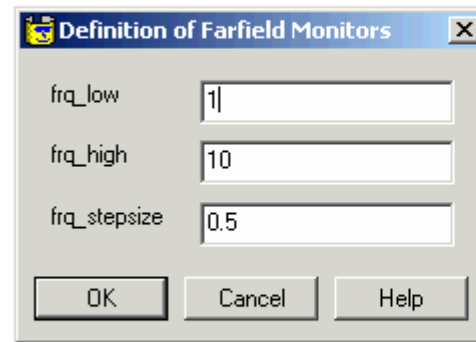 Definition of Farfield Monitors
frq_low 1
frq_high 10
frq_stepsize 0.5
OK Cancel Help